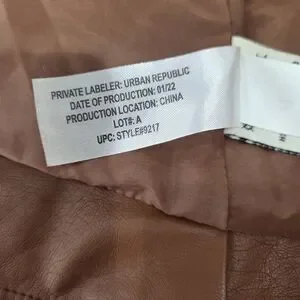 PRIVATE LABELER: URBAN REPUBLIC
DATE OF PRODUCTION: 01/22
PRODUCTION LOCATION: CHINA
LOT#: A
UPC: STYLE#9217